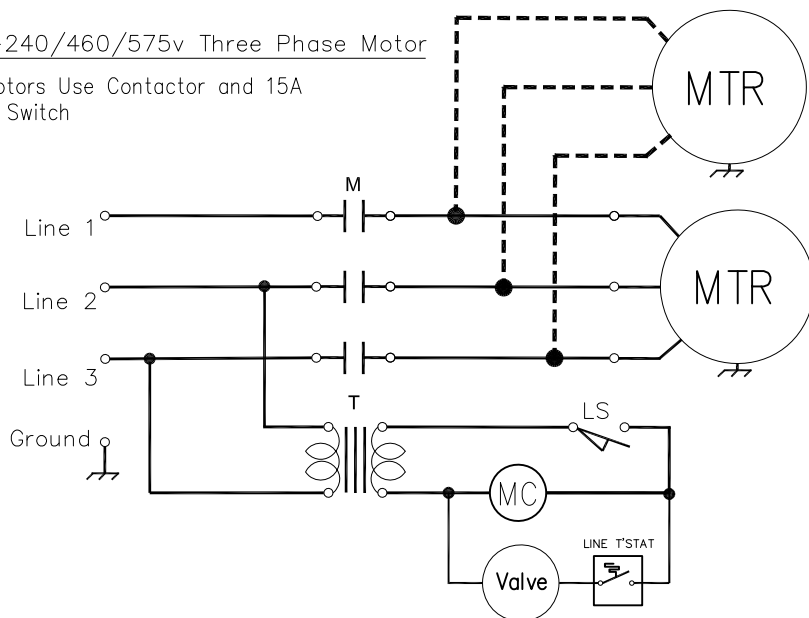 -240/460/575v Three Phase Motor
otors Use Contactor and 15A
Switch
MTR
M
Line 1
Line 2
MTR
Line 3
T
LS
Ground
MC
LINE T'STAT
Valve